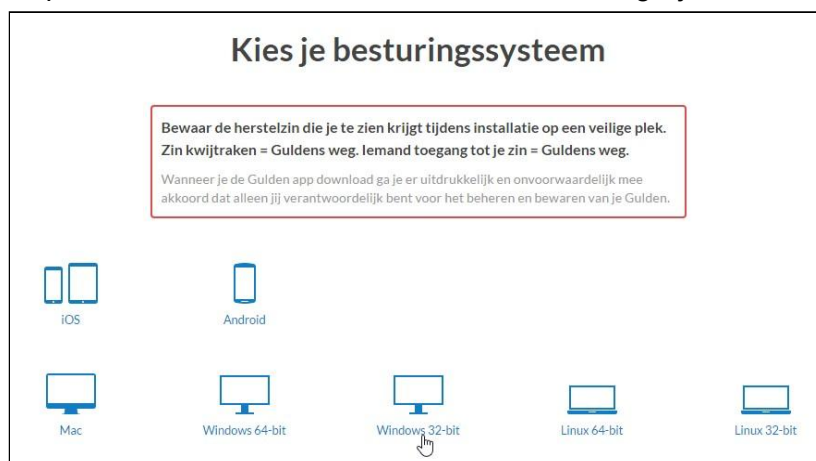 Kies je besturingssysteem
Bewaar de herstelzin die je te zien krijgt tijdens installatie op een veilige plek.
Zin kwijtraken = Guldens weg. Iemand toegang tot je zin = Guldens weg.
Wanneer je de Gulden app download ga je er uitdrukkelijk en onvoorwaardelijk mee
akkoord dat alleen jij verantwoordelijk bent voor het beheren en bewaren van je Gulden.
iOS Android
Mac Windows 64-bit Windows 32-bit Linux 64-bit Linux 32-bit